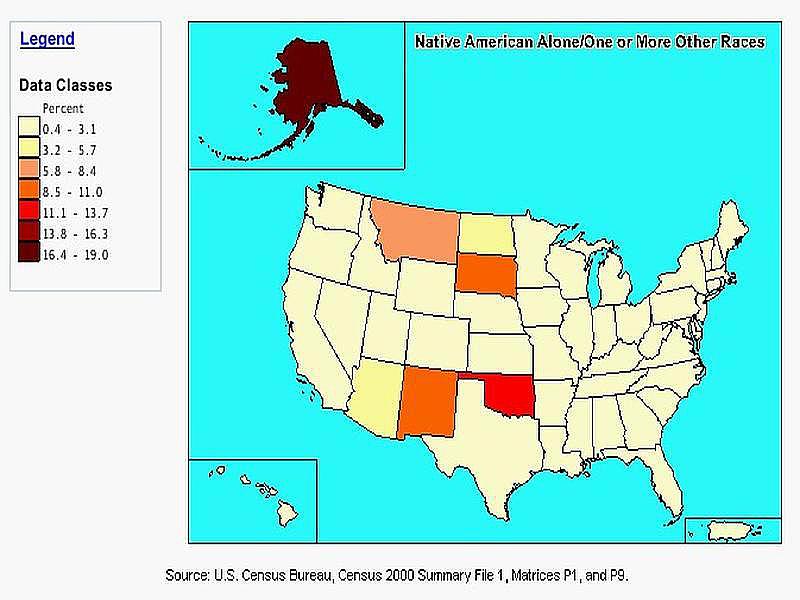 Legend
Native American Alone/One or More Other Races
Data Classes
Percent
0.4 - 3.1
3.2 - 5.7
5.8 - 8.4
8.5 - 11.0
11.1 - 13.7
13.8 - 16.3
16.4 - 19.0
Source: U.S. Census Bureau, Census 2000 Summary File 1, Matrices P1, and P9.